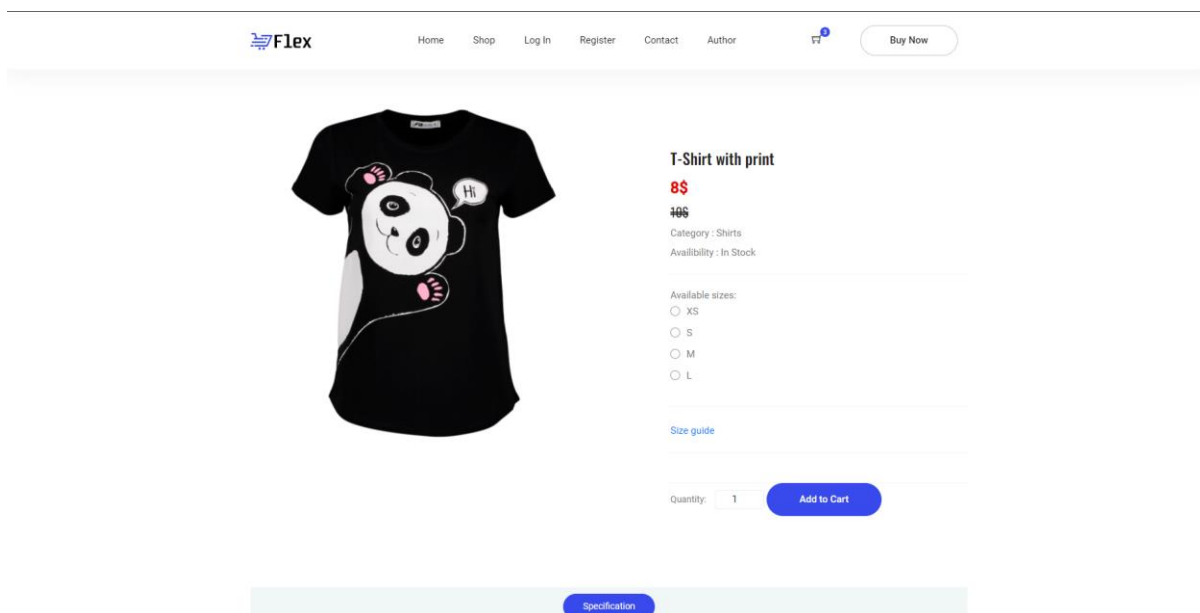 Flex
Home Shop Log In Register Contact Author 3 Buy Now
Hi
T-Shirt with print
8$
10$
Category : Shirts
Availibility : In Stock
Available sizes:
XS
S
M
L
Size guide
Quantity: 1 Add to Cart
Specification